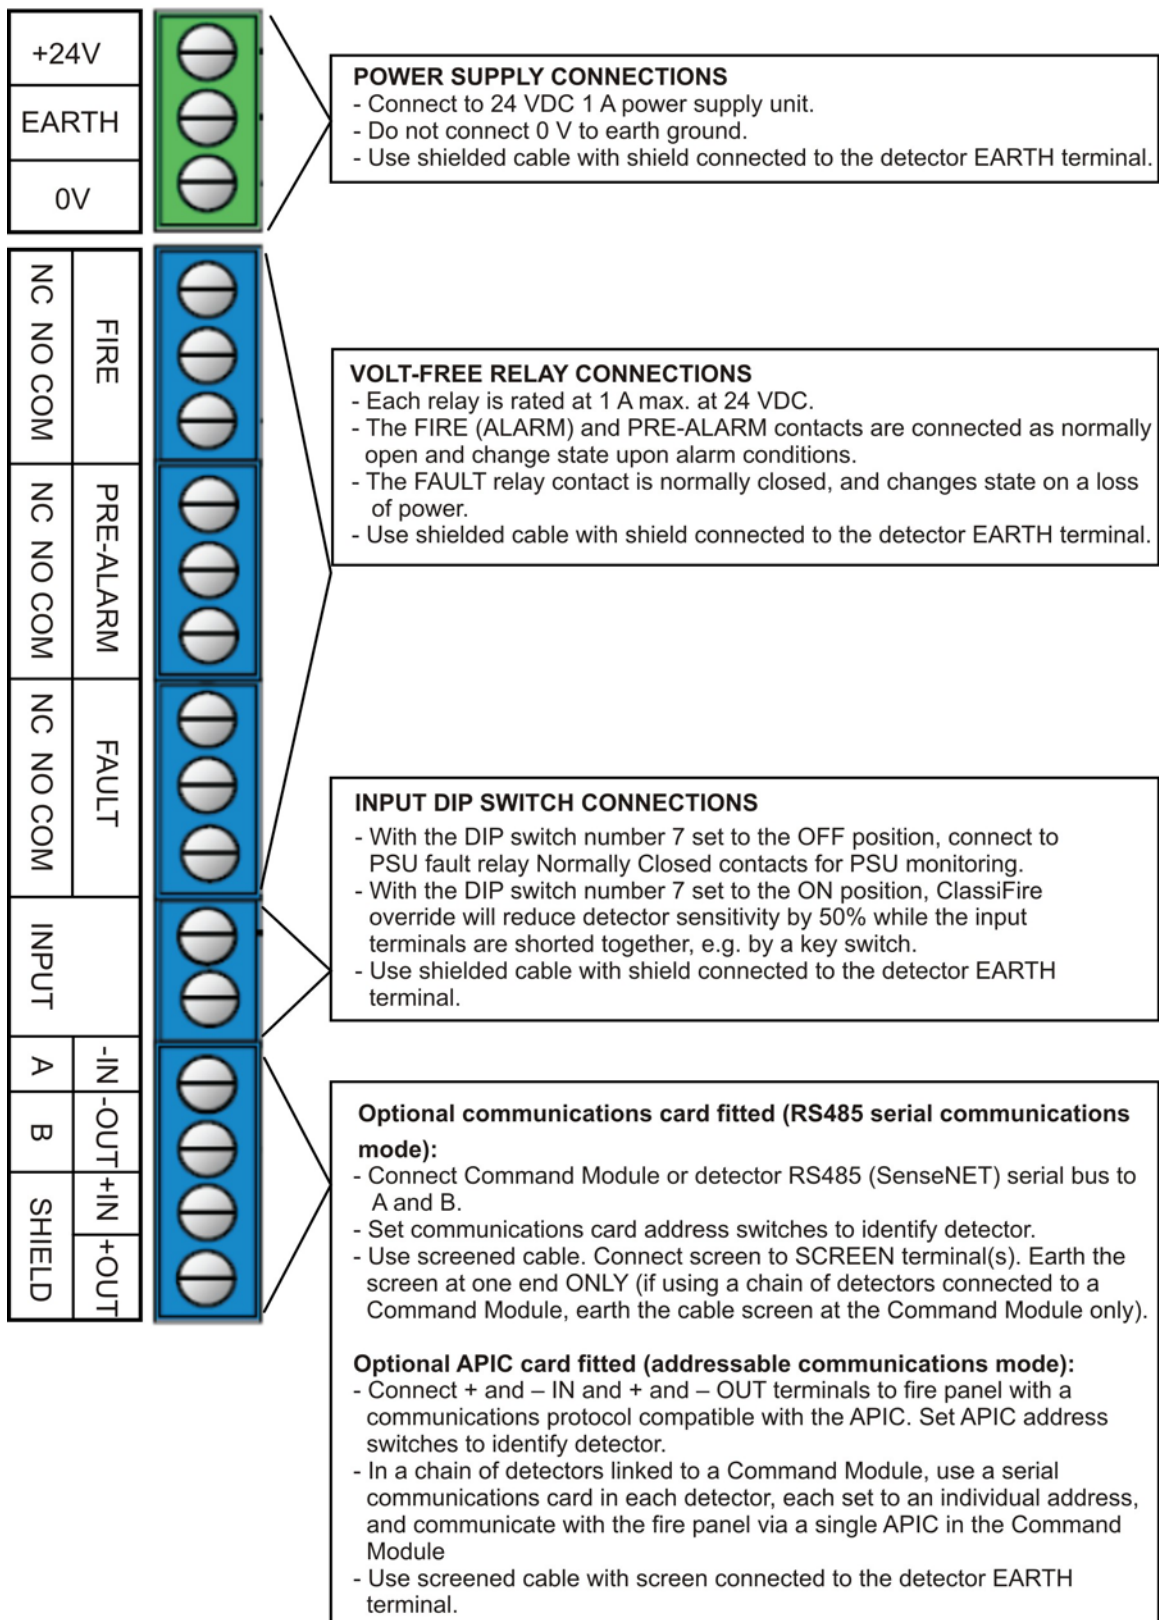 +24V
EARTH
0V
POWER SUPPLY CONNECTIONS
- Connect to 24 VDC 1 A power supply unit.
- Do not connect 0 V to earth ground.
- Use shielded cable with shield connected to the detector EARTH terminal.
NC NO COM
FIRE
NC NO COM
PRE-ALARM
NC NO COM
FAULT
VOLT-FREE RELAY CONNECTIONS
- Each relay is rated at 1 A max. at 24 VDC.
- The FIRE (ALARM) and PRE-ALARM contacts are connected as normally
open and change state upon alarm conditions.
- The FAULT relay contact is normally closed, and changes state on a loss
of power.
- Use shielded cable with shield connected to the detector EARTH terminal.
INPUT
INPUT DIP SWITCH CONNECTIONS
- With the DIP switch number 7 set to the OFF position, connect to
PSU fault relay Normally Closed contacts for PSU monitoring.
- With the DIP switch number 7 set to the ON position, ClassiFire
override will reduce detector sensitivity by 50% while the input
terminals are shorted together, e.g. by a key switch.
- Use shielded cable with shield connected to the detector EARTH
terminal.
A
-IN
B
-OUT
SHIELD
+IN
+OUT
Optional communications card fitted (RS485 serial communications
mode):
- Connect Command Module or detector RS485 (SenseNET) serial bus to
A and B.
- Set communications card address switches to identify detector.
- Use screened cable. Connect screen to SCREEN terminal(s). Earth the
screen at one end ONLY (if using a chain of detectors connected to a
Command Module, earth the cable screen at the Command Module only).
Optional APIC card fitted (addressable communications mode):
- Connect + and – IN and + and – OUT terminals to fire panel with a
communications protocol compatible with the APIC. Set APIC address
switches to identify detector.
- In a chain of detectors linked to a Command Module, use a serial
communications card in each detector, each set to an individual address,
and communicate with the fire panel via a single APIC in the Command
Module
- Use screened cable with screen connected to the detector EARTH
terminal.